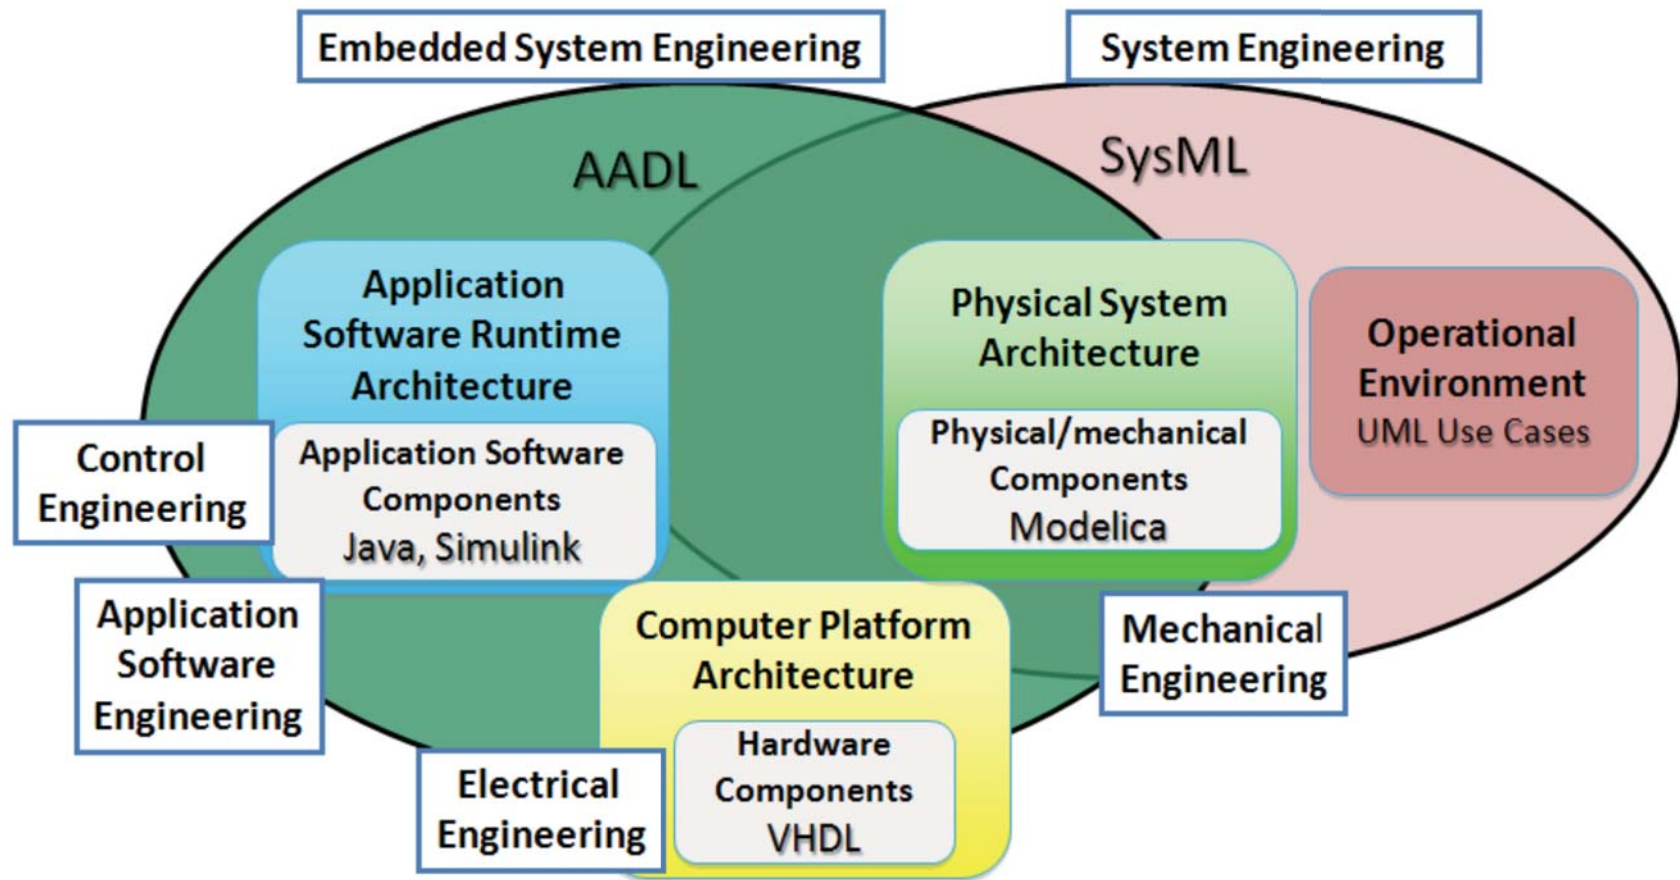 Embedded System Engineering
System Engineering
AADL
SysML
Application
Software Runtime
Architecture
Application Software
Components
Java, Simulink
Physical System
Architecture
Physical/mechanical
Components
Modelica
Operational
Environment
UML Use Cases
Control
Engineering
Application
Software
Engineering
Computer Platform
Architecture
Hardware
Components
VHDL
Electrical
Engineering
Mechanical
Engineering